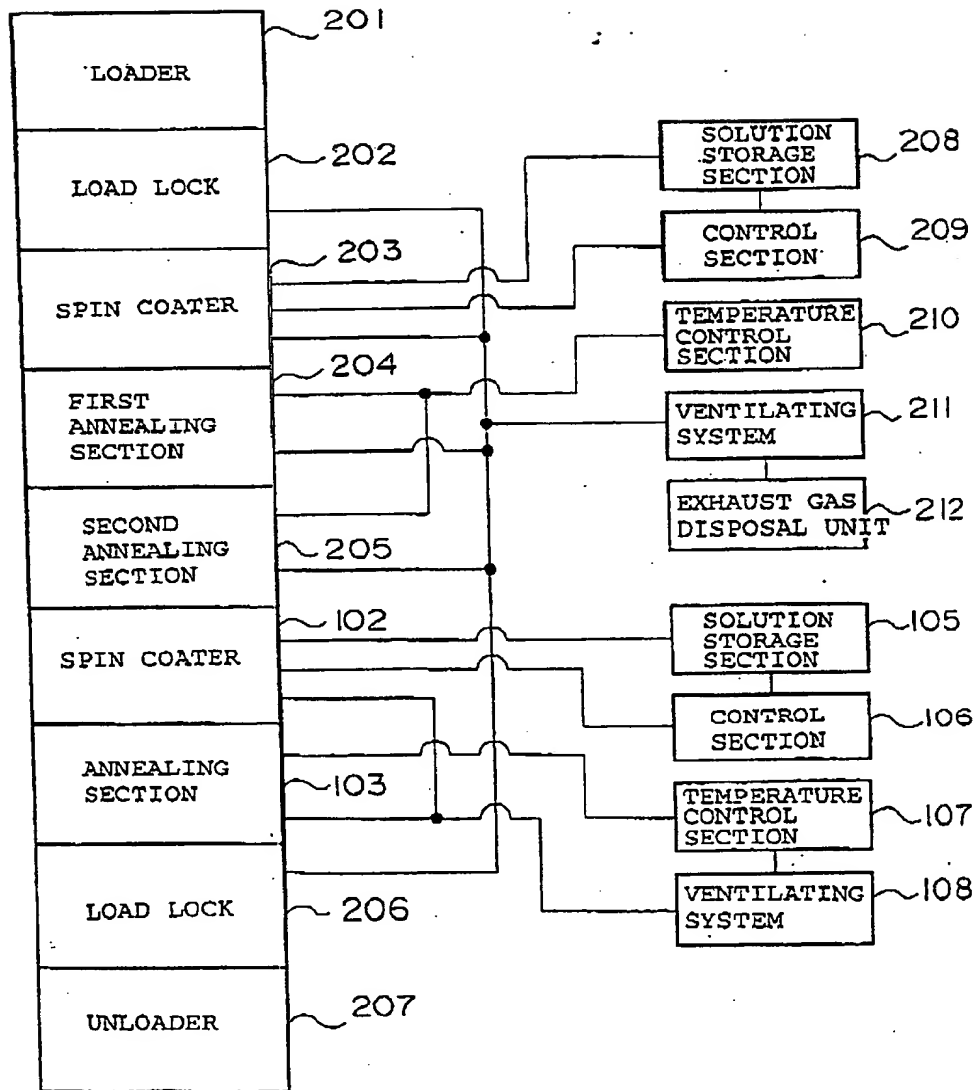 201
LOADER
202
LOAD LOCK
203
SPIN COATER
204
FIRST
ANNEALING
SECTION
SECOND
ANNEALING
SECTION
205
102
SPIN COATER
ANNEALING
SECTION
103
LOAD LOCK
206
UNLOADER
207
SOLUTION
STORAGE
SECTION
208
CONTROL
SECTION
209
TEMPERATURE
CONTROL
SECTION
210
VENTILATING
SYSTEM
211
EXHAUST GAS
DISPOSAL UNIT
212
SOLUTION
STORAGE
SECTION
105
CONTROL
SECTION
106
TEMPERATURE
CONTROL
SECTION
107
VENTILATING
SYSTEM
108